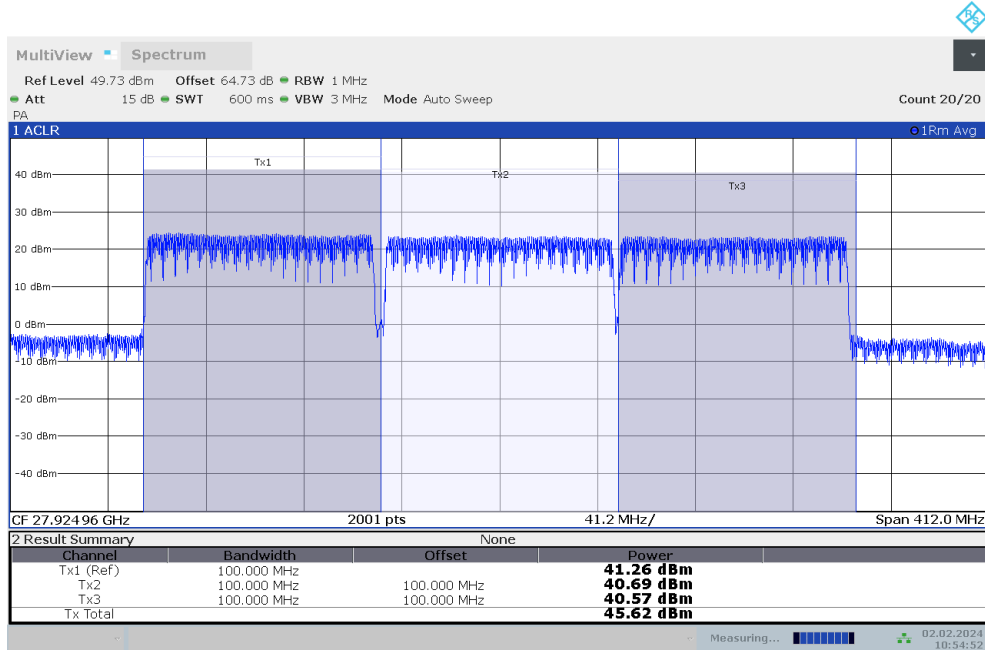 R&S
MultiView Spectrum
Ref Level 49.73 dBm Offset 64.73 dB RBW 1 MHz
Att 15 dB SWT 600 ms VBW 3 MHz Mode Auto Sweep Count 20/20
PA
1 ACLR 1Rm Avg
Tx1
Tx2
Tx3
40 dBm
30 dBm
20 dBm
10 dBm
0 dBm
-10 dBm
-20 dBm
-30 dBm
-40 dBm
CF 27.92496 GHz 2001 pts 41.2 MHz/ Span 412.0 MHz
2 Result Summary None
Channel Bandwidth Offset Power
Tx1 (Ref) 100.000 MHz 41.26 dBm
Tx2 100.000 MHz 100.000 MHz 40.69 dBm
Tx3 100.000 MHz 100.000 MHz 40.57 dBm
Tx Total 45.62 dBm
Measuring... 02.02.2024
10:54:52